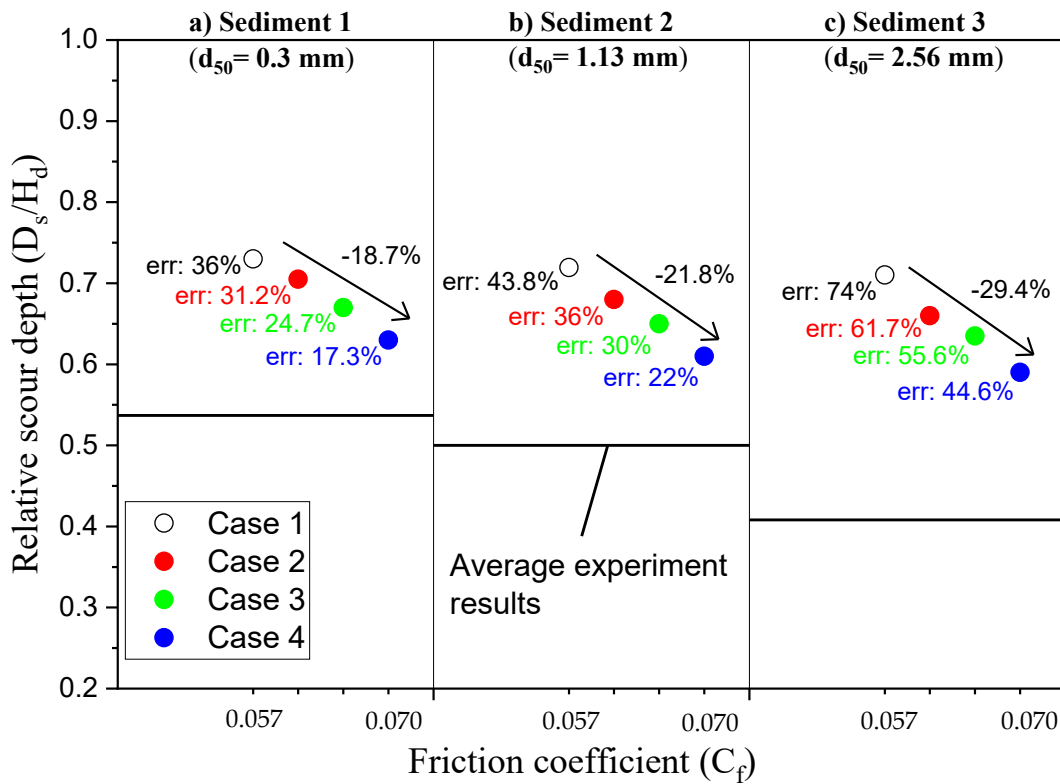 a) Sediment 1
(d50= 0.3 mm)
b) Sediment 2
(d50= 1.13 mm)
c) Sediment 3
(d50= 2.56 mm)
Relative scour depth (Ds/Hd)
1.0
0.9
0.8
0.7
0.6
0.5
0.4
0.3
0.2
err: 36%
err: 31.2%
err: 24.7%
err: 17.3%
-18.7%
err: 43.8%
err: 36%
err: 30%
err: 22%
-21.8%
err: 74%
err: 61.7%
err: 55.6%
err: 44.6%
-29.4%
Case 1
Case 2
Case 3
Case 4
Average experiment
results
0.057
0.070
0.057
0.070
0.057
0.070
Friction coefficient (Cf)